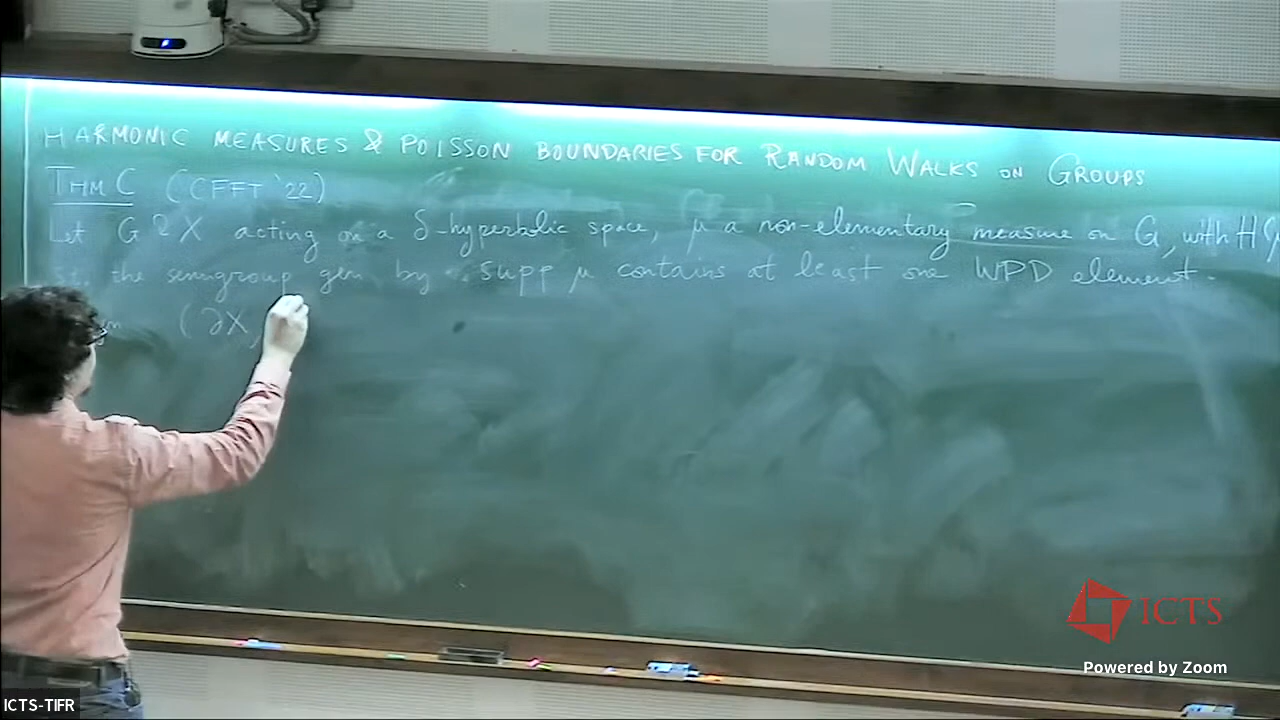 HARMONIC MEASURES & POISSON BOUNDARIES FOR RANDOM WALKS ON GROUPS
THM C (CFFT '22)
Let G ↷ X acting on a δ-hyperbolic space, μ a non-elementary measure on G, with H(μ
the semigroup gen by supp μ contains at least one WPD element.
(∂X,
ICTS
Powered by Zoom
ICTS-TIFR